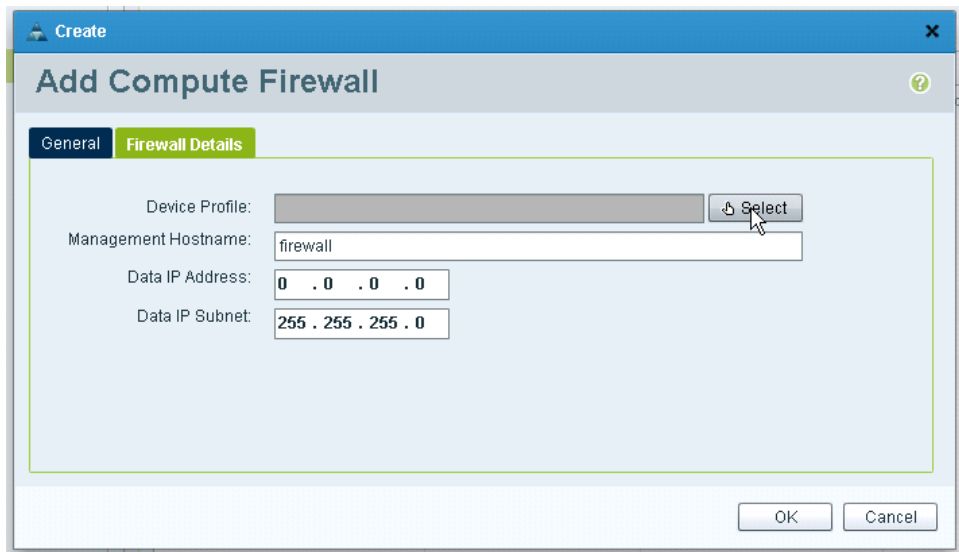 Create
Add Compute Firewall
?
General
Firewall Details
Device Profile:
Select
Management Hostname:
firewall
Data IP Address:
0 . 0 . 0 . 0
Data IP Subnet:
255 . 255 . 255 . 0
OK
Cancel